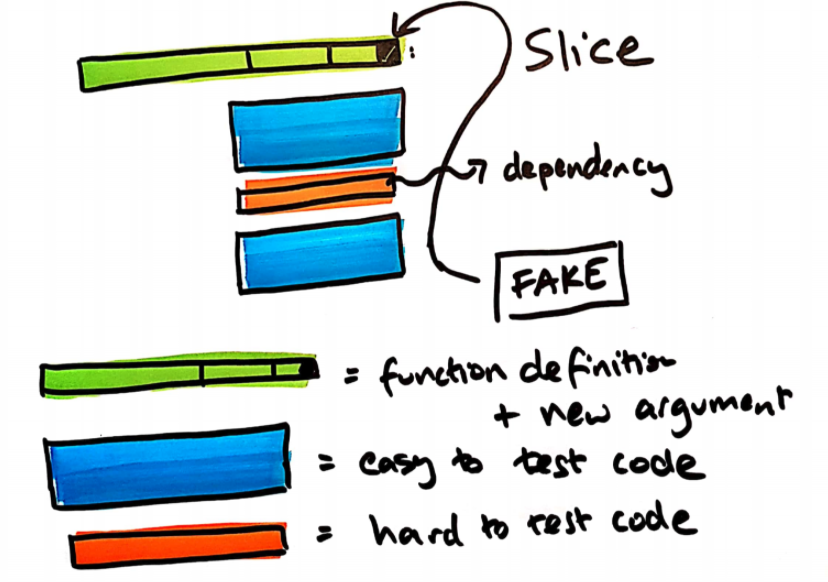 Slice
dependency
FAKE
= function definition
+ new argument
= easy to test code
= hard to test code